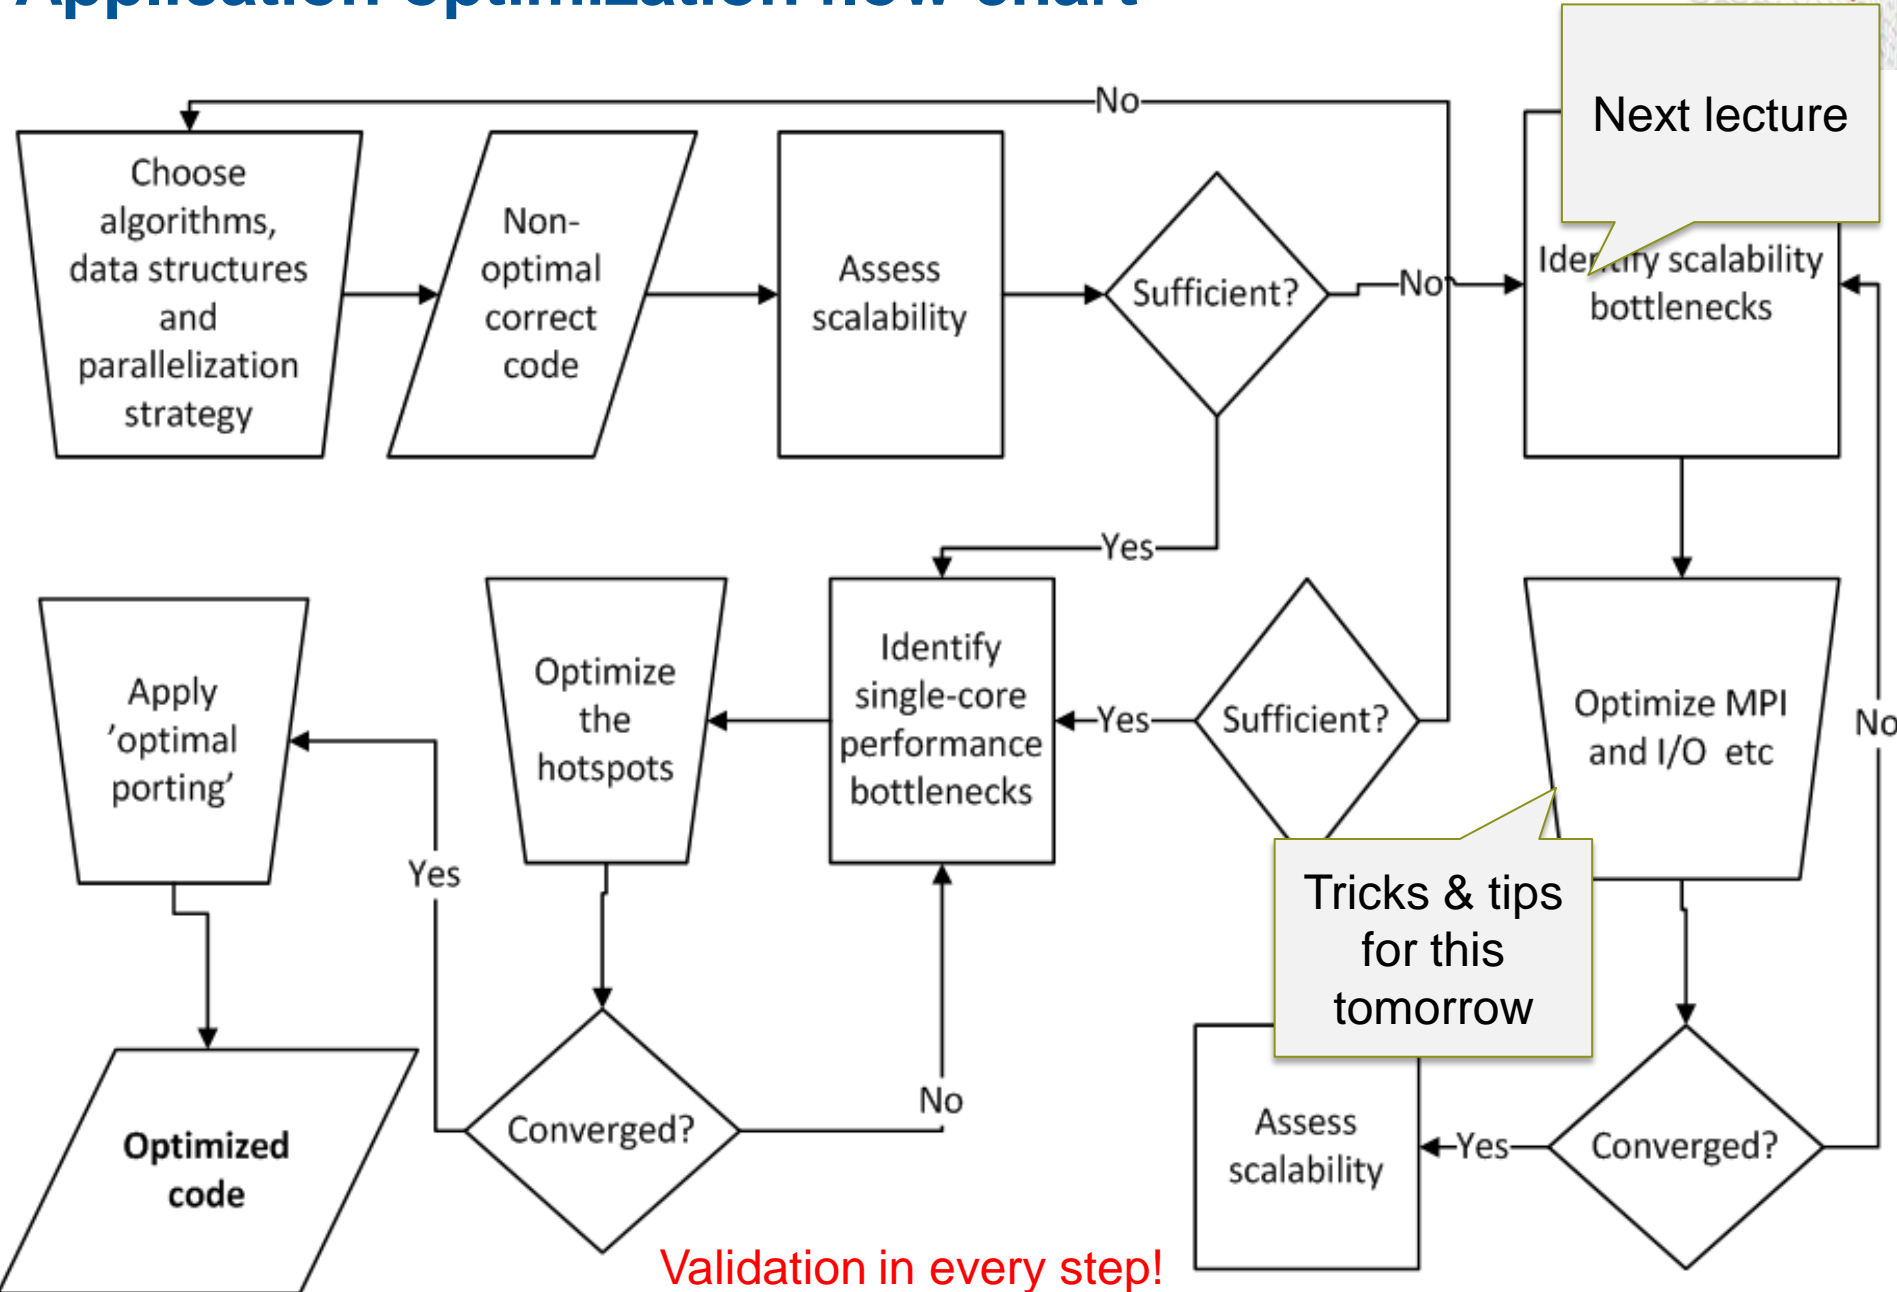 Application optimization flow chart
No
Next lecture
Choose
algorithms,
data structures
and
parallelization
strategy
Non-
optimal
correct
code
Assess
scalability
Sufficient?
No
Identify scalability
bottlenecks
Yes
Apply
’optimal
porting’
Optimize
the
hotspots
Identify
single-core
performance
bottlenecks
Yes
Sufficient?
Optimize MPI
and I/O etc
No
Yes
Tricks & tips
for this
tomorrow
Optimized
code
Converged?
No
Assess
scalability
Yes
Converged?
Validation in every step!